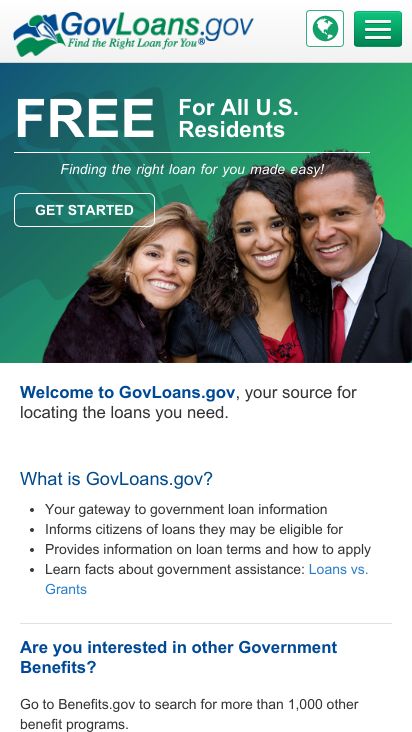 GovLoans.gov
Find the Right Loan for You®
FREE
For All U.S.
Residents
Finding the right loan for you made easy!
GET STARTED
Welcome to GovLoans.gov, your source for
locating the loans you need.
What is GovLoans.gov?
• Your gateway to government loan information
• Informs citizens of loans they may be eligible for
• Provides information on loan terms and how to apply
• Learn facts about government assistance: Loans vs.
Grants
Are you interested in other Government
Benefits?
Go to Benefits.gov to search for more than 1,000 other
benefit programs.